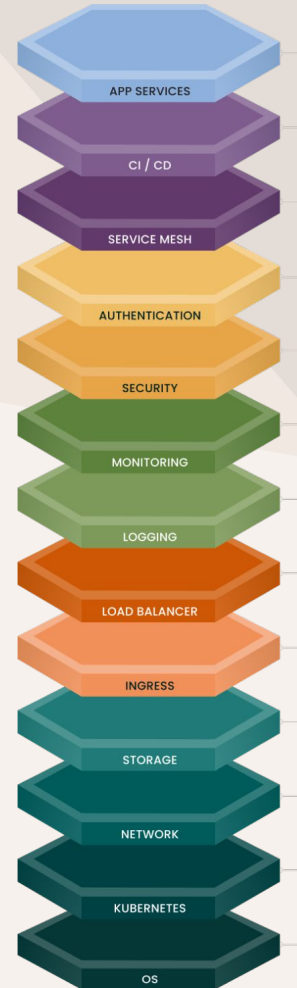 APP SERVICES
CI / CD
SERVICE MESH
AUTHENTICATION
SECURITY
MONITORING
LOGGING
LOAD BALANCER
INGRESS
STORAGE
NETWORK
KUBERNETES
OS